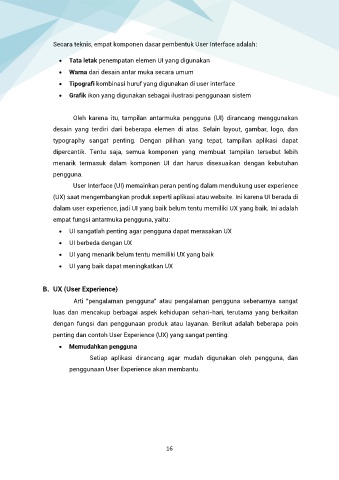 Secara teknis, empat komponen dasar pembentuk User Interface adalah:
• Tata letak penempatan elemen UI yang digunakan
• Warna dari desain antar muka secara umum
• Tipografi kombinasi huruf yang digunakan di user interface
• Grafik ikon yang digunakan sebagai ilustrasi penggunaan sistem
Oleh karena itu, tampilan antarmuka pengguna (UI) dirancang menggunakan
desain yang terdiri dari beberapa elemen di atas. Selain layout, gambar, logo, dan
typography sangat penting. Dengan pilihan yang tepat, tampilan aplikasi dapat
dipercantik. Tentu saja, semua komponen yang membuat tampilan tersebut lebih
menarik termasuk dalam komponen UI dan harus disesuaikan dengan kebutuhan
pengguna.
User Interface (UI) memainkan peran penting dalam mendukung user experience
(UX) saat mengembangkan produk seperti aplikasi atau website. Ini karena UI berada di
dalam user experience, jadi UI yang baik belum tentu memiliki UX yang baik. Ini adalah
empat fungsi antarmuka pengguna, yaitu:
• UI sangatlah penting agar pengguna dapat merasakan UX
• UI berbeda dengan UX
• UI yang menarik belum tentu memiliki UX yang baik
• UI yang baik dapat meningkatkan UX
B. UX (User Experience)
Arti "pengalaman pengguna" atau pengalaman pengguna sebenarnya sangat
luas dan mencakup berbagai aspek kehidupan sehari-hari, terutama yang berkaitan
dengan fungsi dan penggunaan produk atau layanan. Berikut adalah beberapa poin
penting dan contoh User Experience (UX) yang sangat penting:
• Memudahkan pengguna
Setiap aplikasi dirancang agar mudah digunakan oleh pengguna, dan
penggunaan User Experience akan membantu.
16